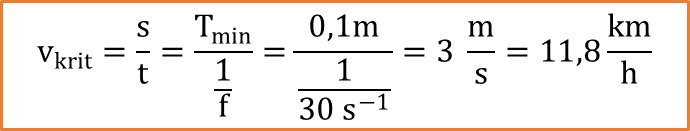 v_krit = s/t = T_min/(1/f) = 0,1m/(1/(30 s⁻¹)) = 3 m/s = 11,8 km/h